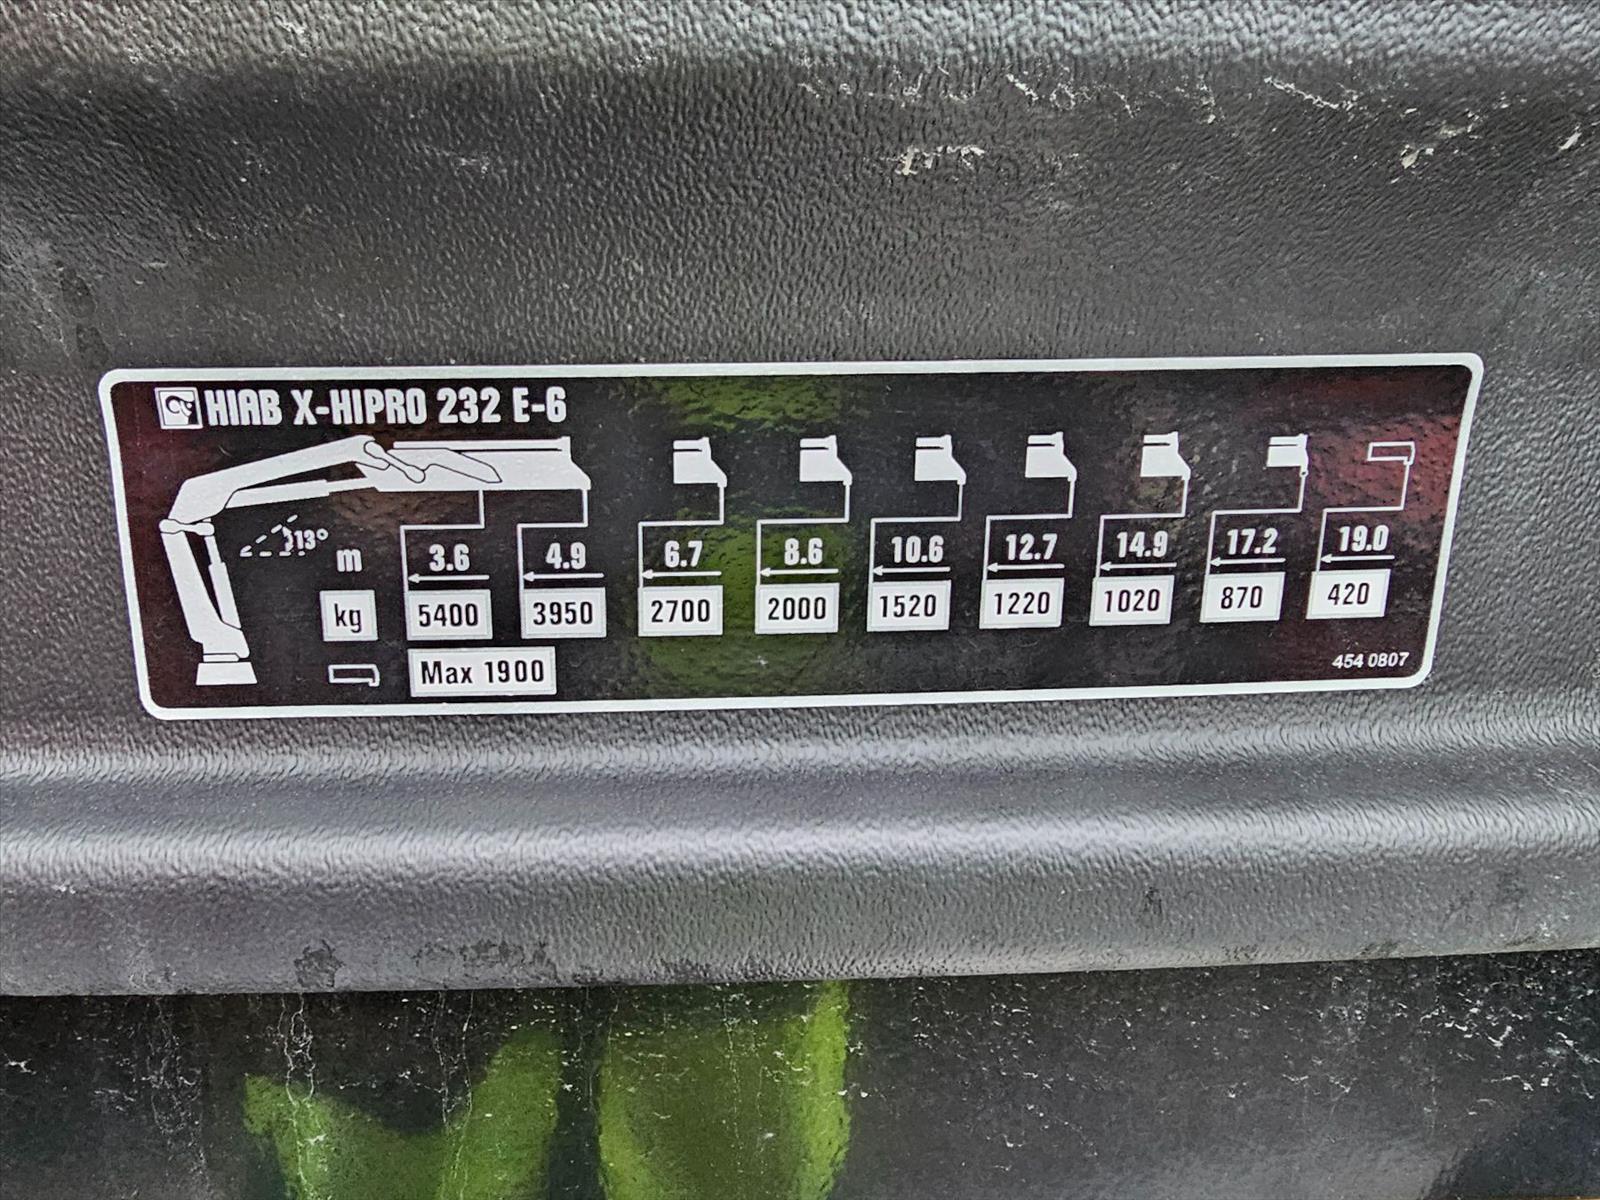 HIAB X-HIPRO 232 E-6
13°
m 3.6 4.9 6.7 8.6 10.6 12.7 14.9 17.2 19.0
kg 5400 3950 2700 2000 1520 1220 1020 870 420
Max 1900
454 0807